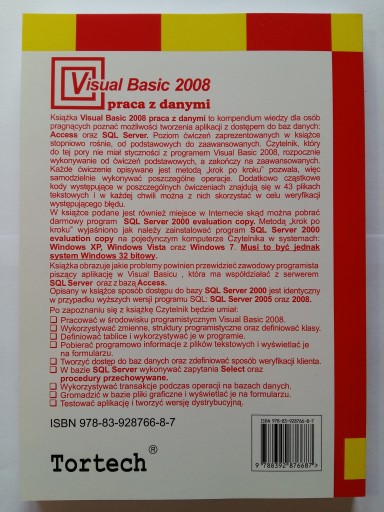 Visual Basic 2008
praca z danymi
Książka Visual Basic 2008 praca z danymi to kompendium wiedzy dla osób
pragnących poznać możliwości tworzenia aplikacji z dostępem do baz danych:
Access oraz SQL Server. Poziom ćwiczeń zaprezentowanych w książce
stopniowo rośnie, od podstawowych do zaawansowanych. Czytelnik, który
do tej pory nie miał styczności z programem Visual Basic 2008, rozpocznie
wykonywanie od ćwiczeń podstawowych, a zakończy na zaawansowanych.
Każde ćwiczenie opisywane jest metodą „krok po kroku” pozwala, więc
samodzielnie wykonywać poszczególne operacje. Dodatkowo cząstkowe
kody występujące w poszczególnych ćwiczeniach znajdują się w 43 plikach
tekstowych i w każdej chwili można z nich skorzystać w celu weryfikacji
występującego błędu.
W książce podane jest również miejsce w Internecie skąd można pobrać
darmowy program SQL Server 2000 evaluation copy. Metodą „krok po
kroku” wyjaśniono jak należy zainstalować program SQL Server 2000
evaluation copy na pojedynczym komputerze Czytelnika w systemach:
Windows XP, Windows Vista oraz Windows 7. Musi to być jednak
system Windows 32 bitowy.
Książka obrazuje jakie problemy powinien przewidzieć zawodowy programista
piszący aplikację w Visual Basicu , która ma współdziałać z serwerem
SQL Server oraz z bazą Access.
Opisany w książce sposób dostępu do bazy SQL Server 2000 jest identyczny
w przypadku wyższych wersji programu SQL: SQL Server 2005 oraz 2008.
Po zapoznaniu się z książką Czytelnik będzie umiał:
❑ Pracować w środowisku programistycznym Visual Basic 2008.
❑ Wykorzystywać zmienne, struktury programistyczne oraz definiować klasy.
❑ Definiować tablice i wykorzystywać je w programie.
❑ Pobierać programowo informacje z plików tekstowych i wyświetlać je
na formularzu.
❑ Tworzyć dostęp do baz danych oraz zdefiniować sposób weryfikacji klienta.
❑ W bazie SQL Server wykonywać zapytania Select oraz
procedury przechowywane.
❑ Wykorzystywać transakcje podczas operacji na bazach danych.
❑ Gromadzić w bazie pliki graficzne i wyświetlać je na formularzu.
❑ Testować aplikację i tworzyć wersję dystrybucyjną.
ISBN 978-83-928766-8-7
Tortech ®
ISBN 978-83-928766-8-7
9 788392 876687 >